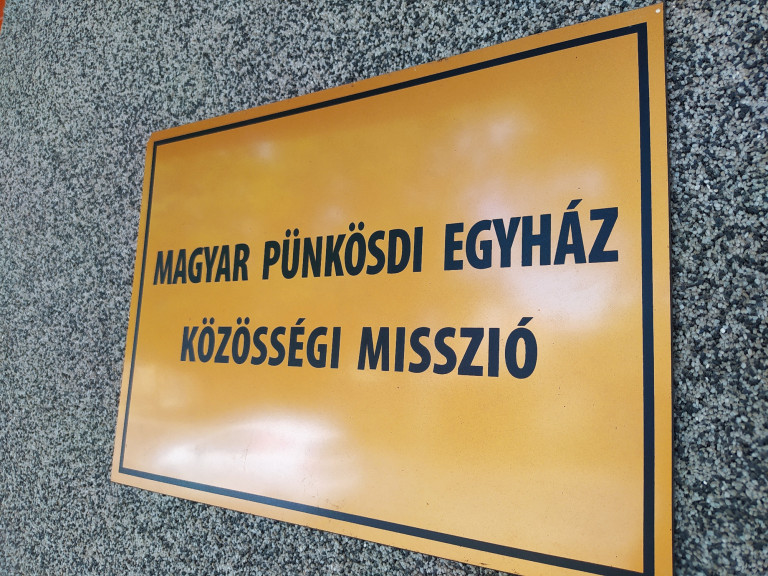 MAGYAR PÜNKÖSDI EGYHÁZ
KÖZÖSSÉGI MISSZIÓ